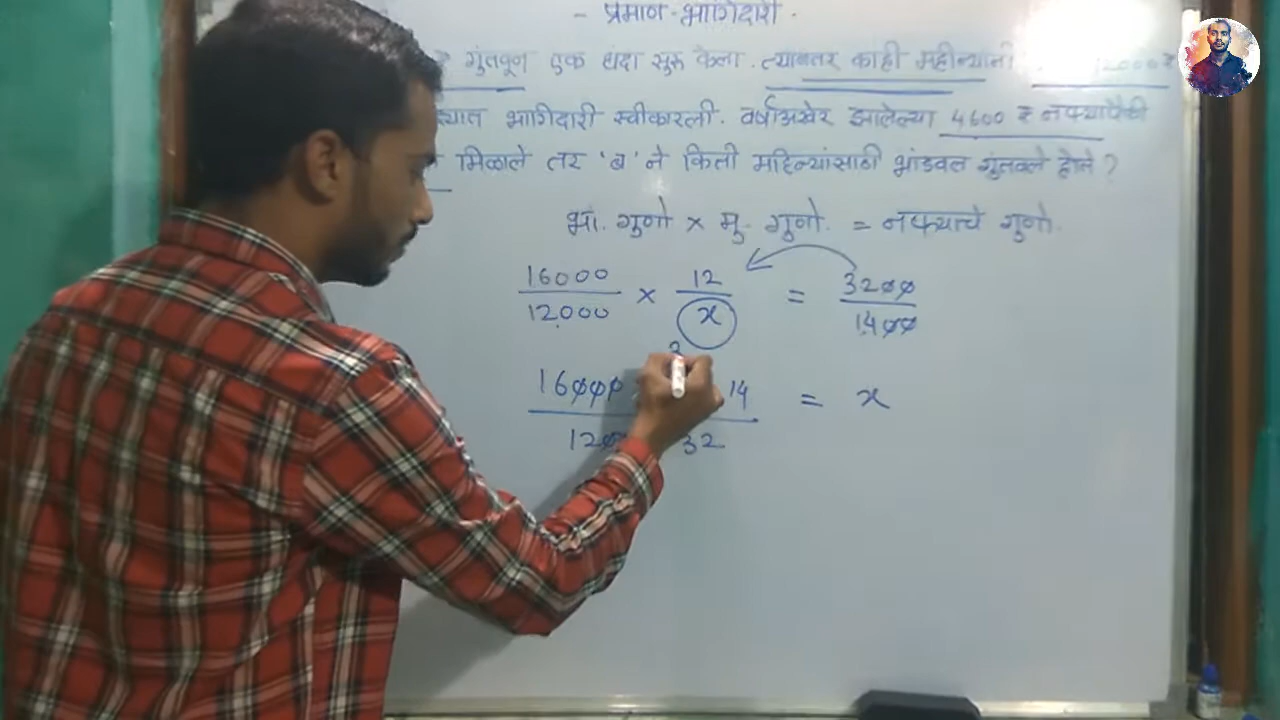 - प्रमाण भागिदारी -
गुंतवून एक धंदा सुरू केला. त्यानंतर काही महीन्यांनी 12000 ₹
भागिदारी स्वीकारली. वर्षाअखेर झालेल्या 4600 ₹ नफ्यापैकी
मिळाले तर 'ब' ने किती महिन्यांसाठी भांडवल गुंतवले होते ?
भां. गुणो × मु. गुणो. = नफ्याचे गुणो.
16000 12 3200
× =
12000 x 1400
16000 14 = x
32